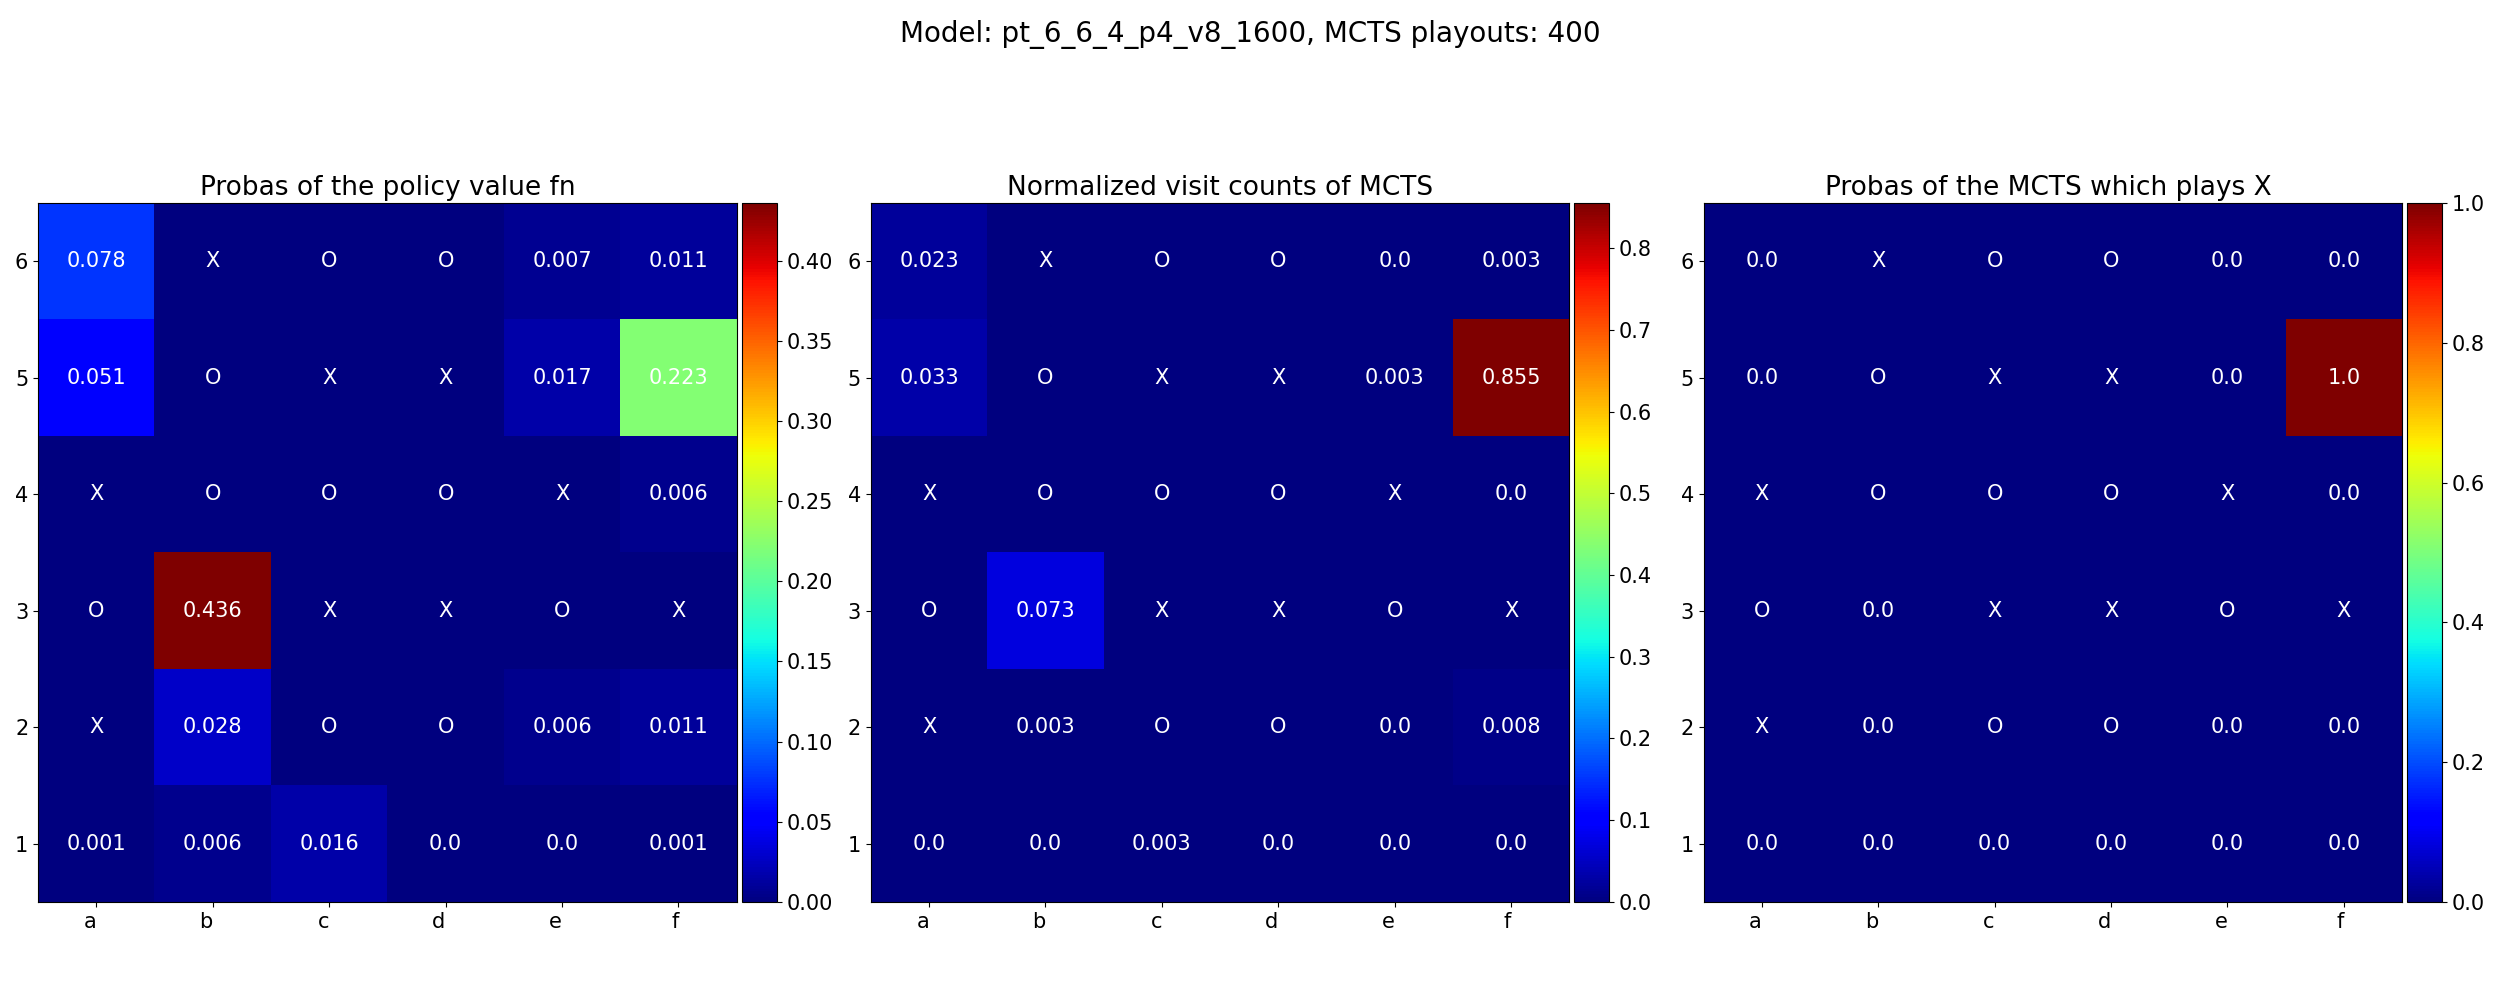 Model: pt_6_6_4_p4_v8_1600, MCTS playouts: 400
Probas of the policy value fn
6 0.078 X O O 0.007 0.011
5 0.051 O X X 0.017 0.223
4 X O O O X 0.006
3 O 0.436 X X O X
2 X 0.028 O O 0.006 0.011
1 0.001 0.006 0.016 0.0 0.0 0.001
a b c d e f
0.40
0.35
0.30
0.25
0.20
0.15
0.10
0.05
0.00
Normalized visit counts of MCTS
6 0.023 X O O 0.0 0.003
5 0.033 O X X 0.003 0.855
4 X O O O X 0.0
3 O 0.073 X X O X
2 X 0.003 O O 0.0 0.008
1 0.0 0.0 0.003 0.0 0.0 0.0
a b c d e f
0.8
0.7
0.6
0.5
0.4
0.3
0.2
0.1
0.0
Probas of the MCTS which plays X
6 0.0 X O O 0.0 0.0
5 0.0 O X X 0.0 1.0
4 X O O O X 0.0
3 O 0.0 X X O X
2 X 0.0 O O 0.0 0.0
1 0.0 0.0 0.0 0.0 0.0 0.0
a b c d e f
1.0
0.8
0.6
0.4
0.2
0.0